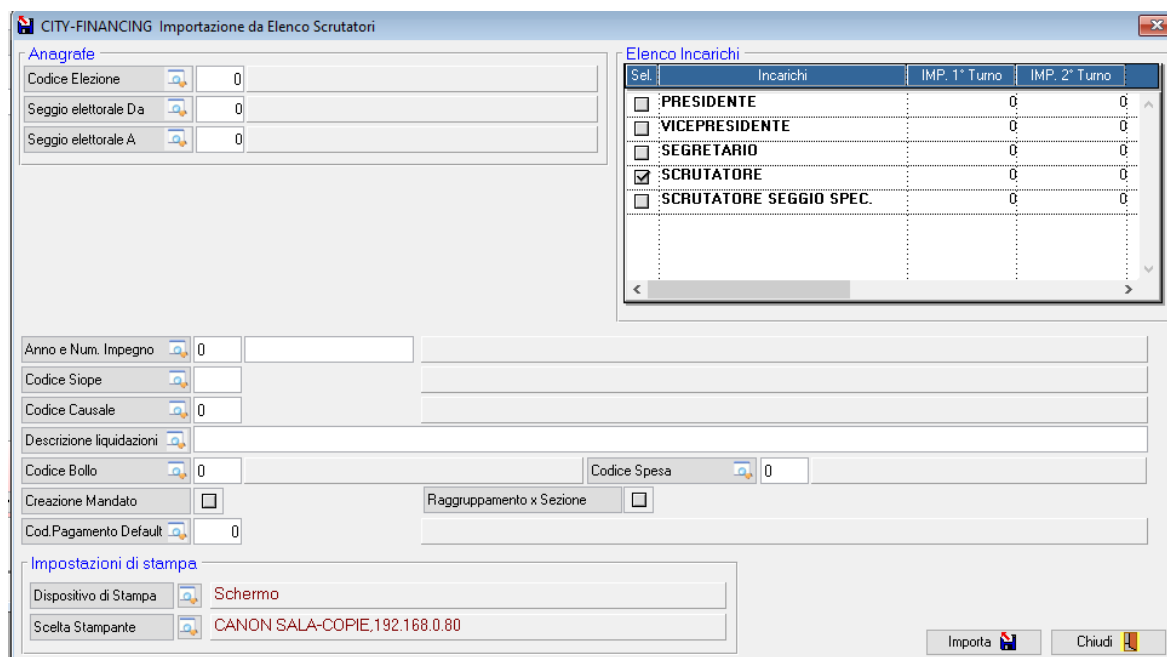 CITY-FINANCING Importazione da Elenco Scrutatori
Anagrafe
Codice Elezione 0
Seggio elettorale Da 0
Seggio elettorale A 0
Elenco Incarichi
Sel. Incarichi IMP. 1° Turno IMP. 2° Turno
PRESIDENTE 0 0
VICEPRESIDENTE 0 0
SEGRETARIO 0 0
SCRUTATORE 0 0
SCRUTATORE SEGGIO SPEC. 0 0
Anno e Num. Impegno 0
Codice Siope
Codice Causale 0
Descrizione liquidazioni
Codice Bollo 0 Codice Spesa 0
Creazione Mandato Raggruppamento x Sezione
Cod.Pagamento Default 0
Impostazioni di stampa
Dispositivo di Stampa Schermo
Scelta Stampante CANON SALA-COPIE,192.168.0.80
Importa Chiudi